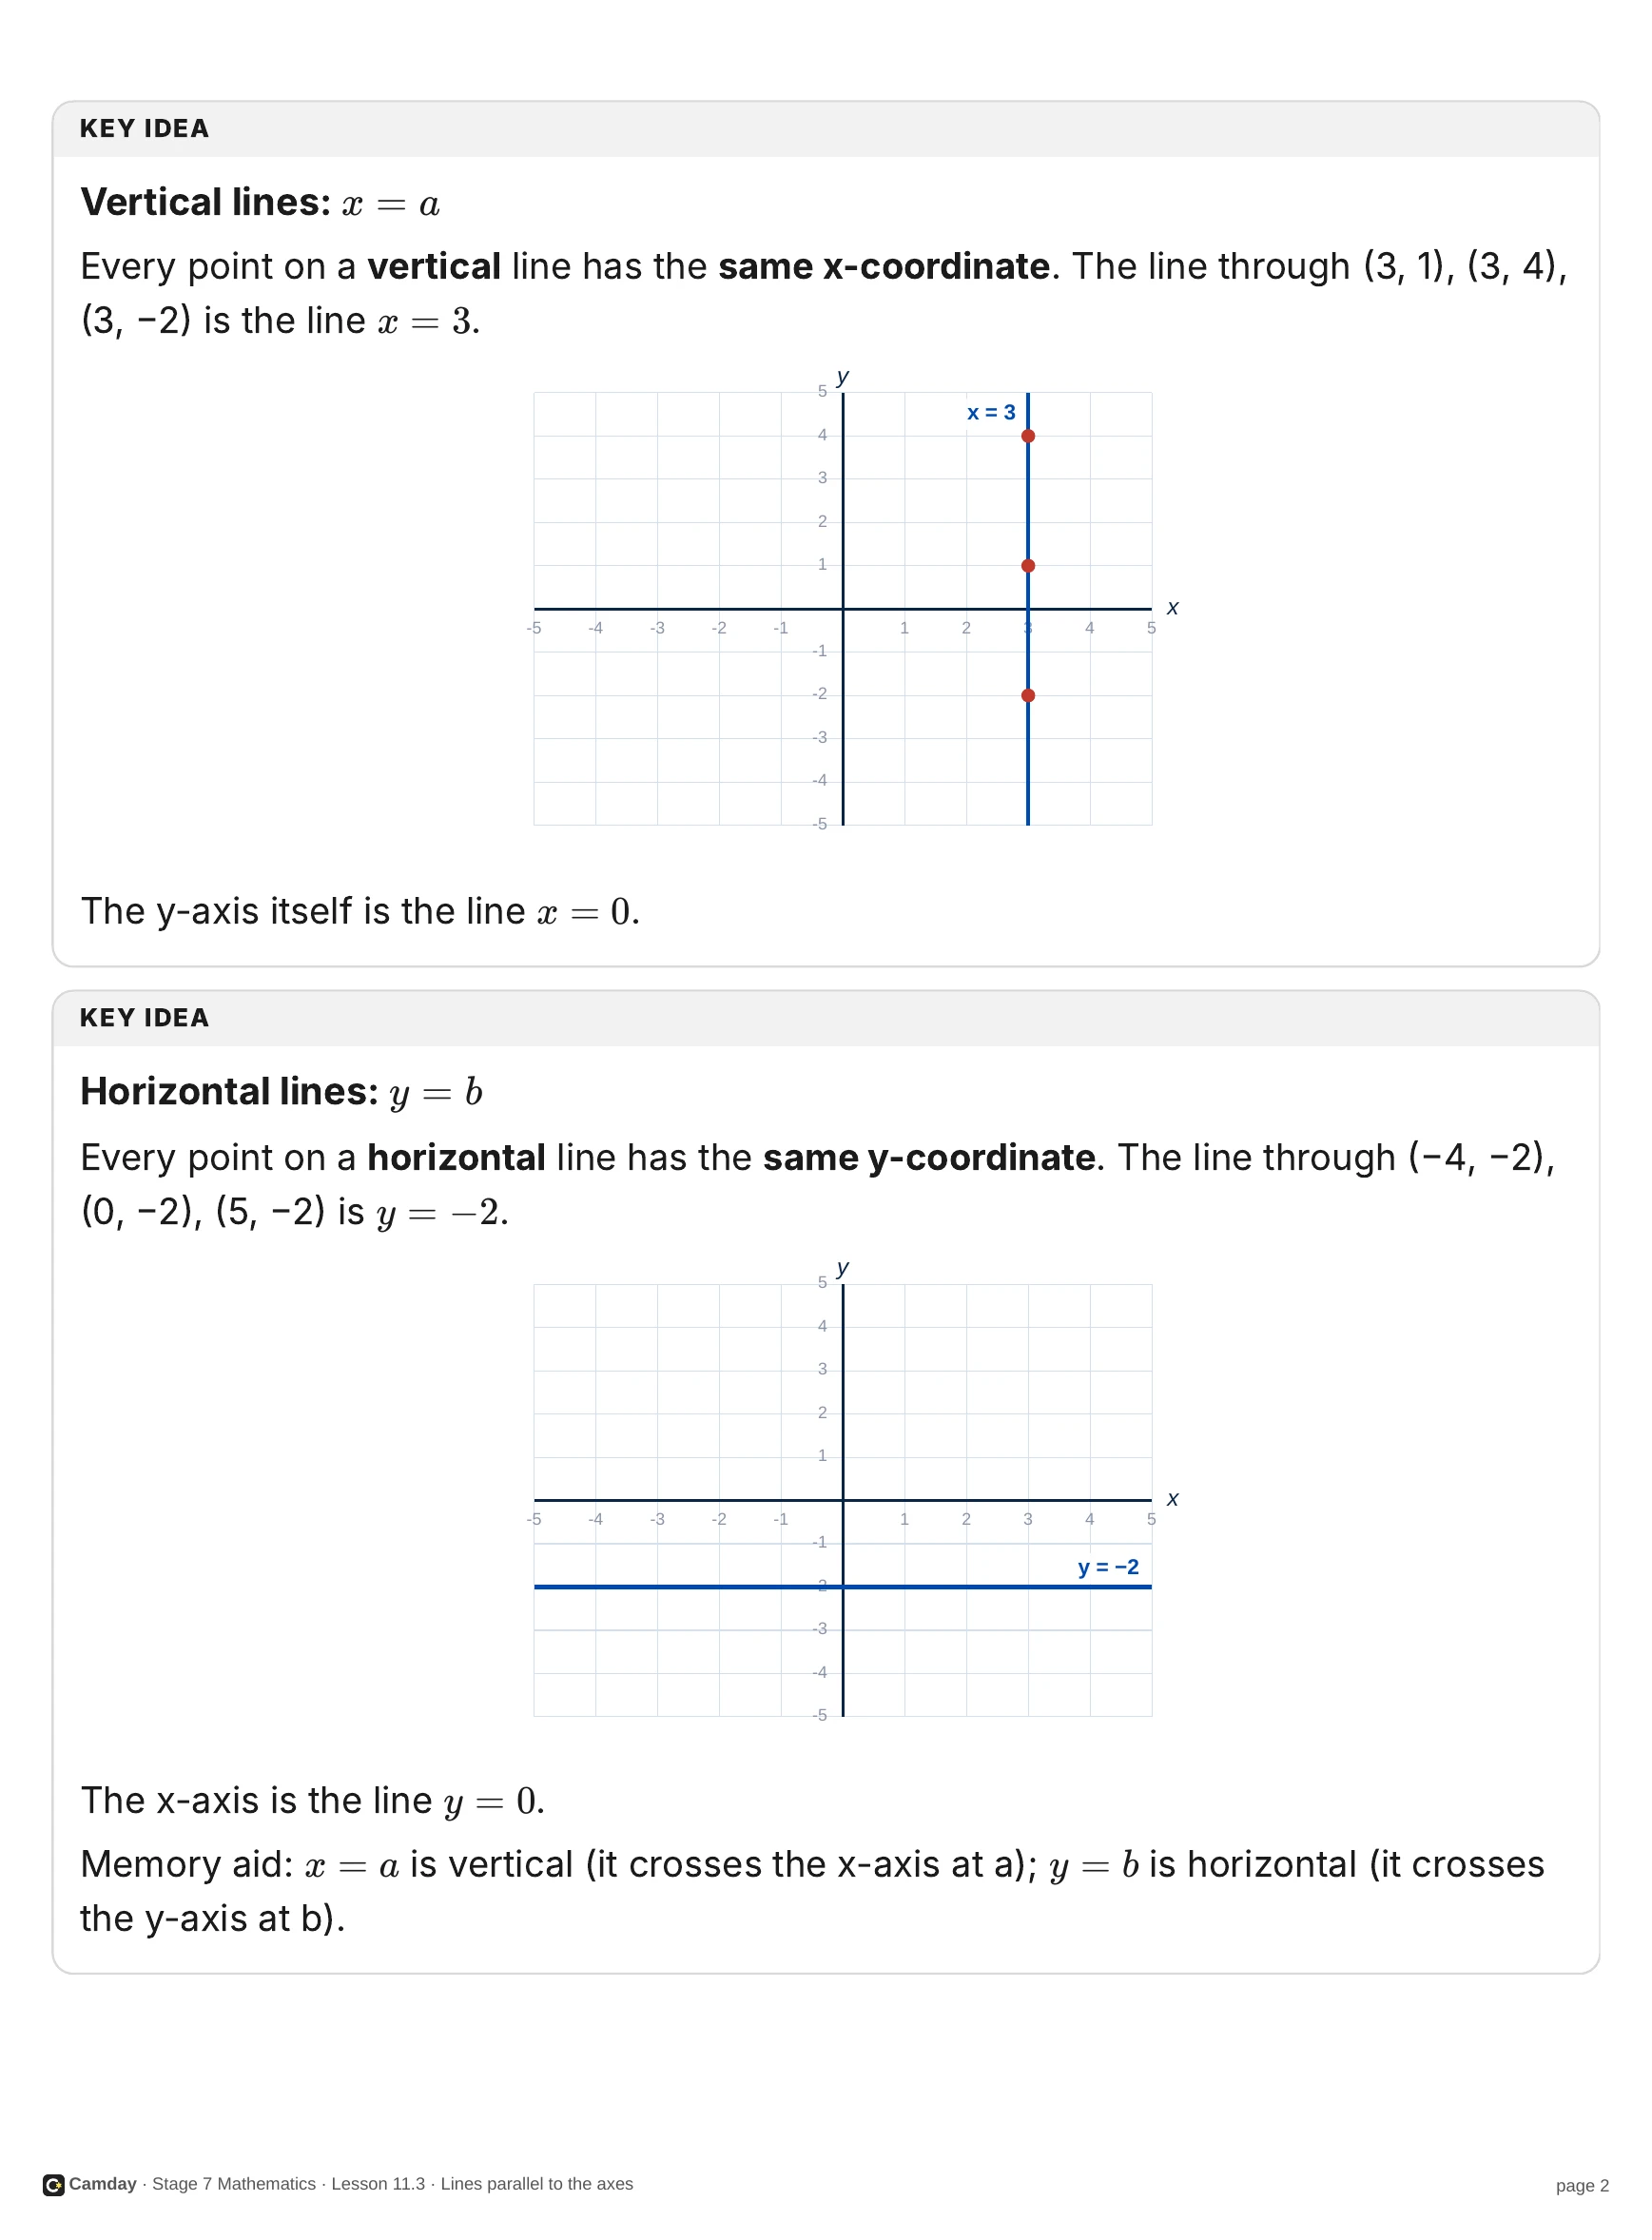 KEY IDEA
Vertical lines: x = a
Every point on a vertical line has the same x-coordinate. The line through (3, 1), (3, 4),
(3, −2) is the line x = 3.
y
5
x = 3
4
3
2
1
x
-5 -4 -3 -2 -1 1 2 3 4 5
-1
-2
-3
-4
-5
The y-axis itself is the line x = 0.
KEY IDEA
Horizontal lines: y = b
Every point on a horizontal line has the same y-coordinate. The line through (−4, −2),
(0, −2), (5, −2) is y = −2.
y
5
4
3
2
1
x
-5 -4 -3 -2 -1 1 2 3 4 5
-1
y = −2
-2
-3
-4
-5
The x-axis is the line y = 0.
Memory aid: x = a is vertical (it crosses the x-axis at a); y = b is horizontal (it crosses
the y-axis at b).
Camday · Stage 7 Mathematics · Lesson 11.3 · Lines parallel to the axes
page 2